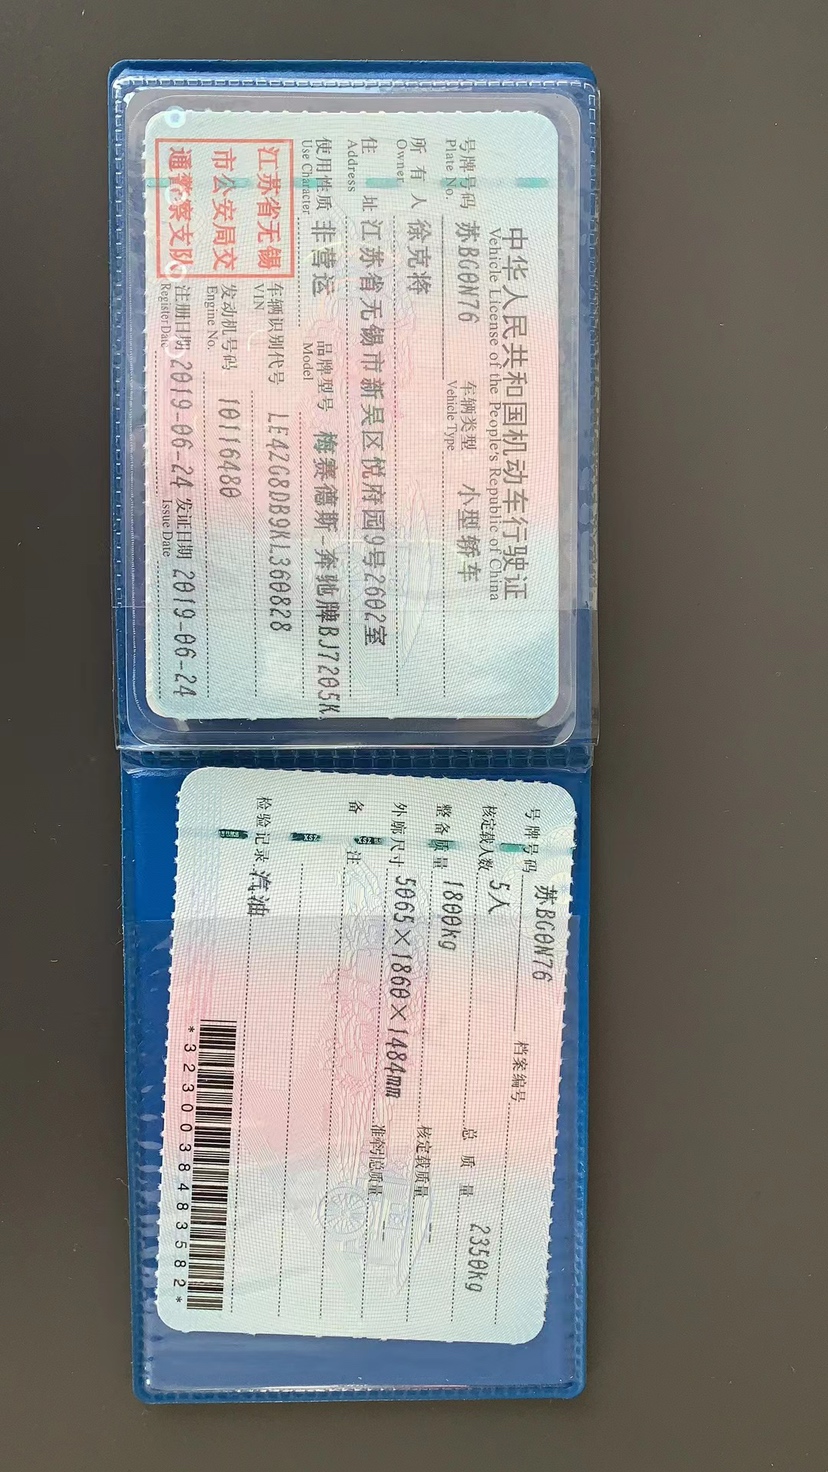 中华人民共和国机动车行驶证
Vehicle License of the People's Republic of China
号牌号码 苏BG0N76 车辆类型 小型轿车
Plate No. Vehicle Type
所有人 徐克将
Owner
住址 江苏省无锡市新吴区悦府园9号2602室
Address
使用性质 非营运 品牌型号 梅赛德斯-奔驰牌BJ7205K
Use Character Model
江苏省无锡
市公安局交
通警察支队
车辆识别代号 LE4ZG8DB9KL360828
VIN
发动机号码 10116480
Engine No.
注册日期 2019-06-24 发证日期 2019-06-24
Register Date Issue Date
号牌号码 苏BG0N76 档案编号
核定载人数 5人 总质量 2350kg
整备质量 1800kg 核定载质量 --
外廓尺寸 5065×1860×1484mm 准牵引总质量 --
备注
检验记录 汽油
*3230038483582*